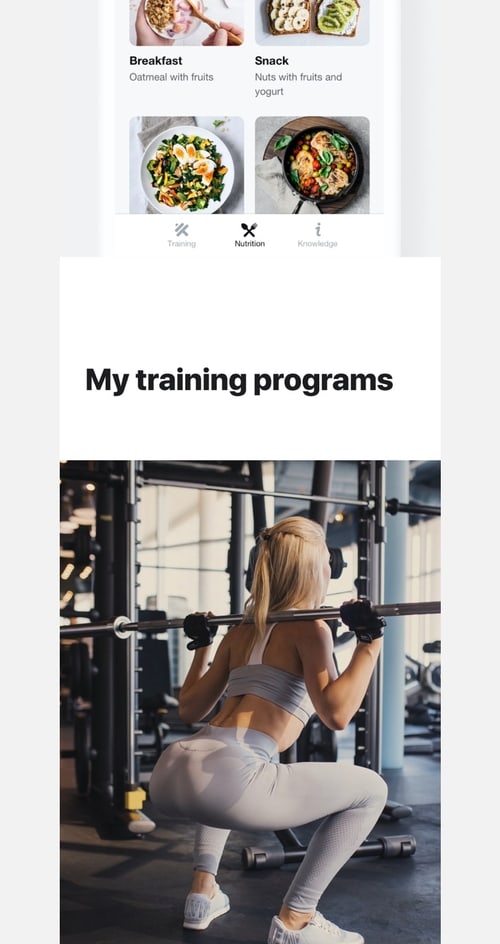 Breakfast
Oatmeal with fruits
Snack
Nuts with fruits and
yogurt
Training
Nutrition
Knowledge
My training programs